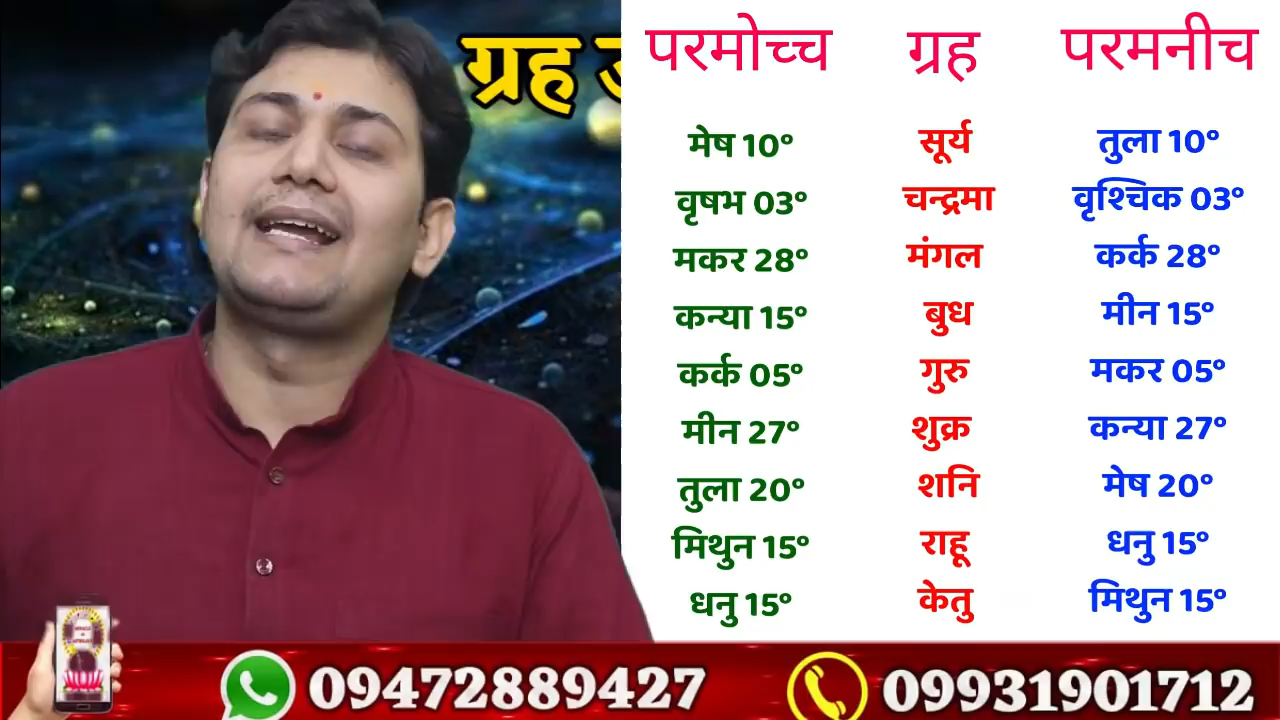 ग्रह
परमोच्च ग्रह परमनीच
मेष 10° सूर्य तुला 10°
वृषभ 03° चन्द्रमा वृश्चिक 03°
मकर 28° मंगल कर्क 28°
कन्या 15° बुध मीन 15°
कर्क 05° गुरु मकर 05°
मीन 27° शुक्र कन्या 27°
तुला 20° शनि मेष 20°
मिथुन 15° राहू धनु 15°
धनु 15° केतु मिथुन 15°
09472889427 09931901712